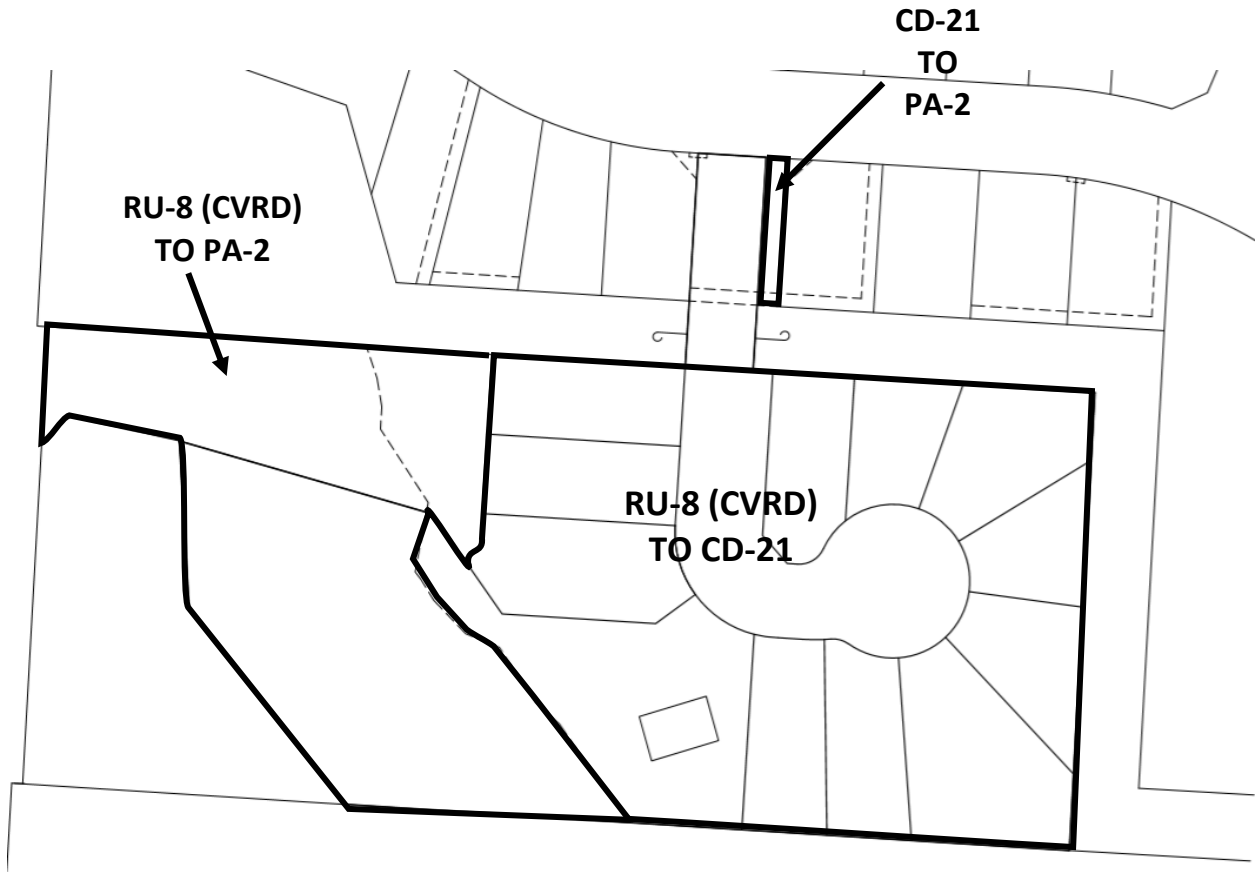 CD-21
TO
PA-2
RU-8 (CVRD)
TO PA-2
RU-8 (CVRD)
TO CD-21